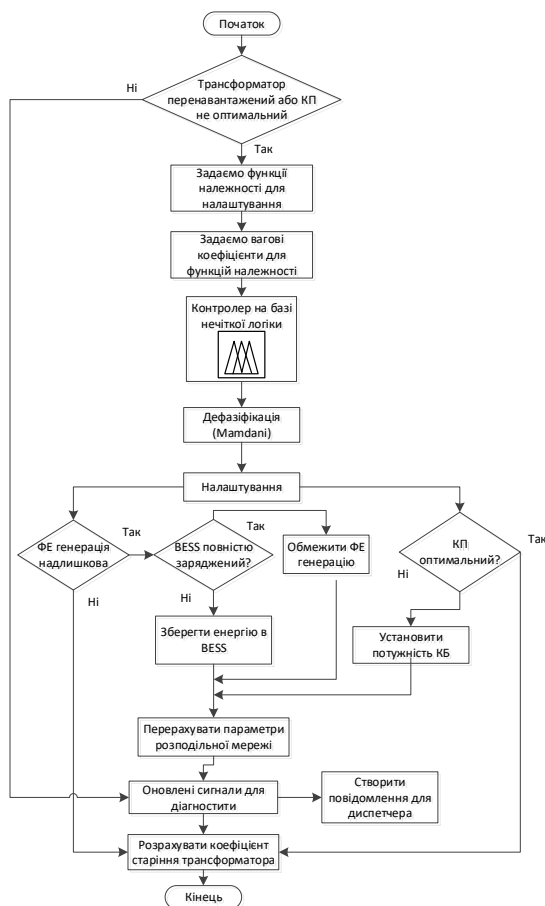 Початок
Ні
Трансформатор
перенавантажений або КП
не оптимальний
Так
Задаємо функції
належності для
налаштування
Задаємо вагові
коефіцієнти для
функцій належності
Контролер на базі
нечіткої логіки
Дефазіфікація
(Mamdani)
Налаштування
ФЕ генерація
надлишкова
Так
BESS повністю
заряджений?
Так
Обмежити ФЕ
генерацію
КП
оптимальний?
Так
Ні
Ні
Ні
Зберегти енергію в
BESS
Установити
потужність КБ
Перерахувати параметри
розподільної мережі
Оновлені сигнали для
діагностити
Створити
повідомлення для
диспетчера
Розрахувати коефіцієнт
старіння трансформатора
Кінець